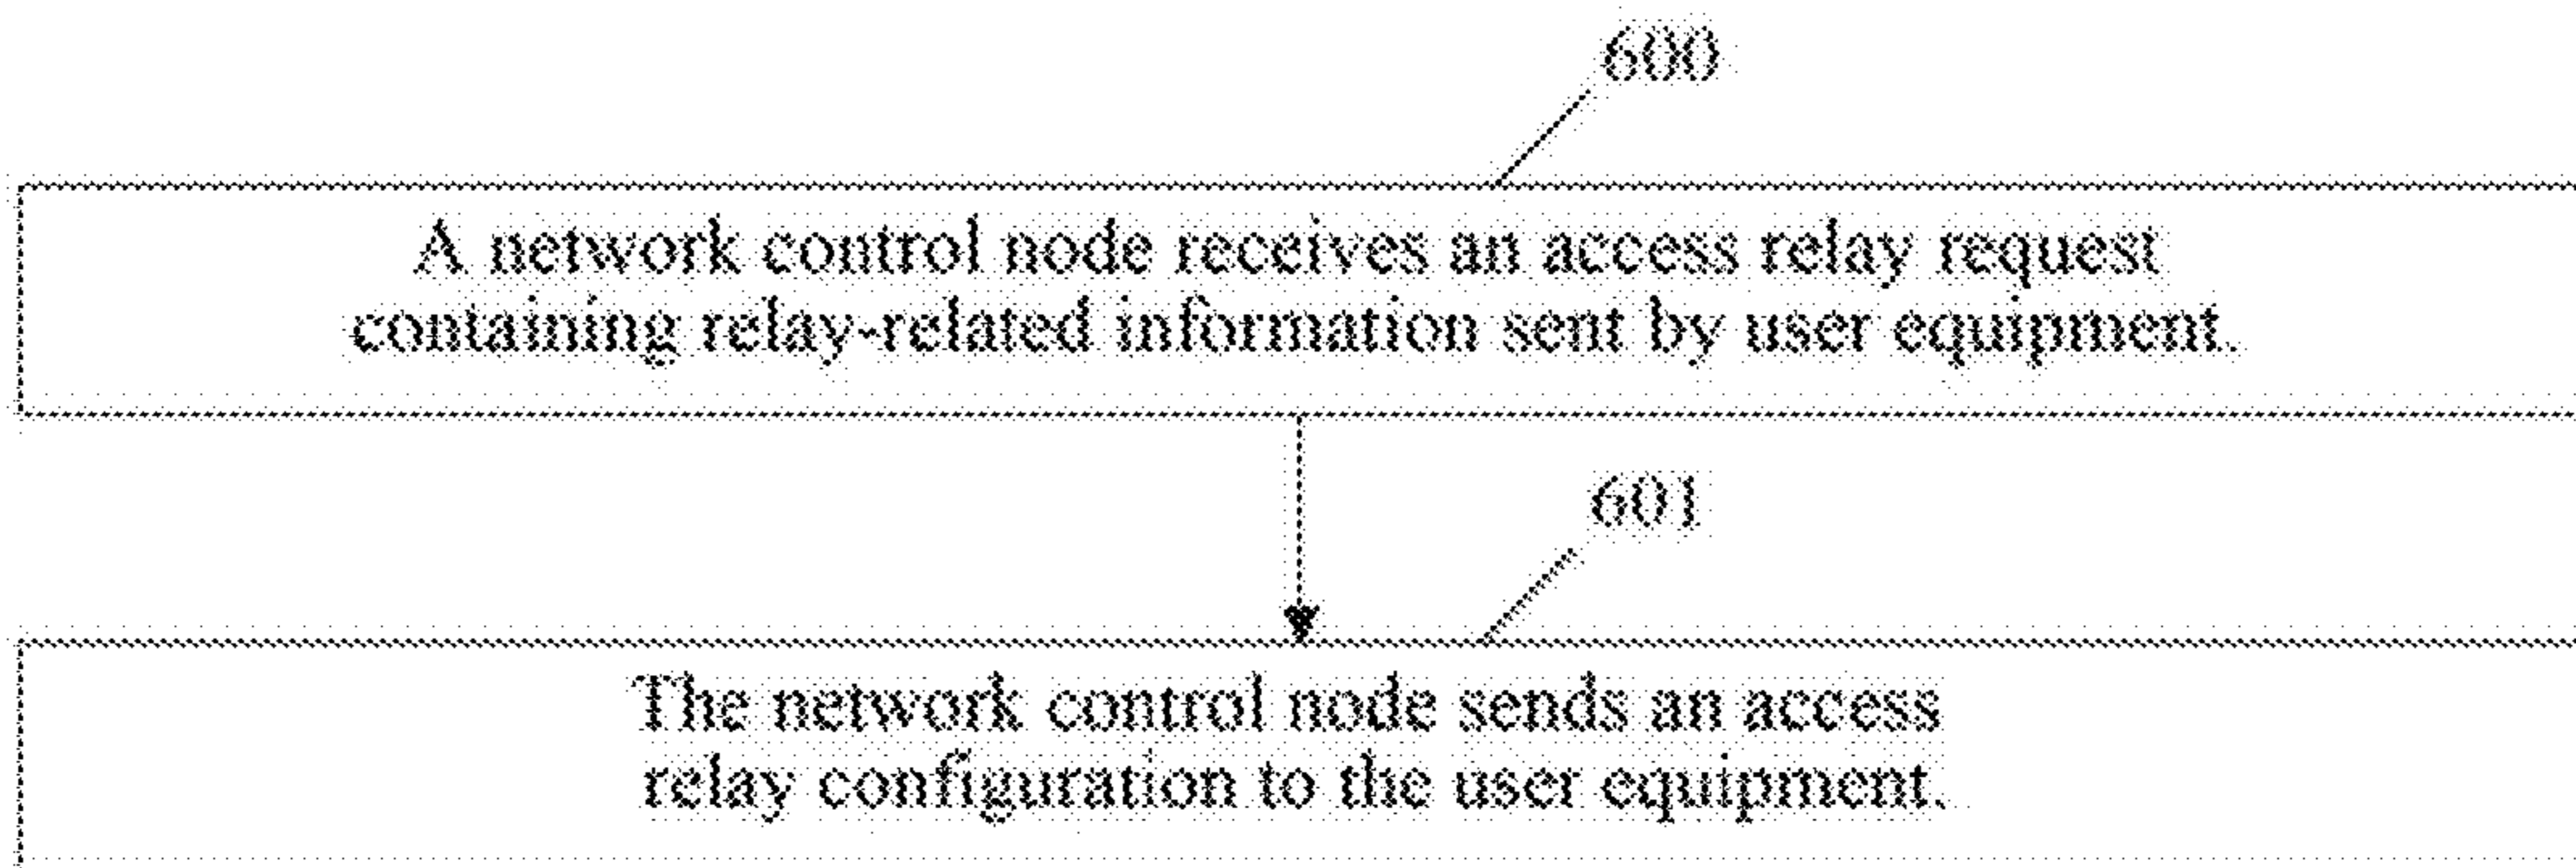 600
A network control node receives an access relay request
containing relay-related information sent by user equipment.
601
The network control node sends an access
relay configuration to the user equipment.